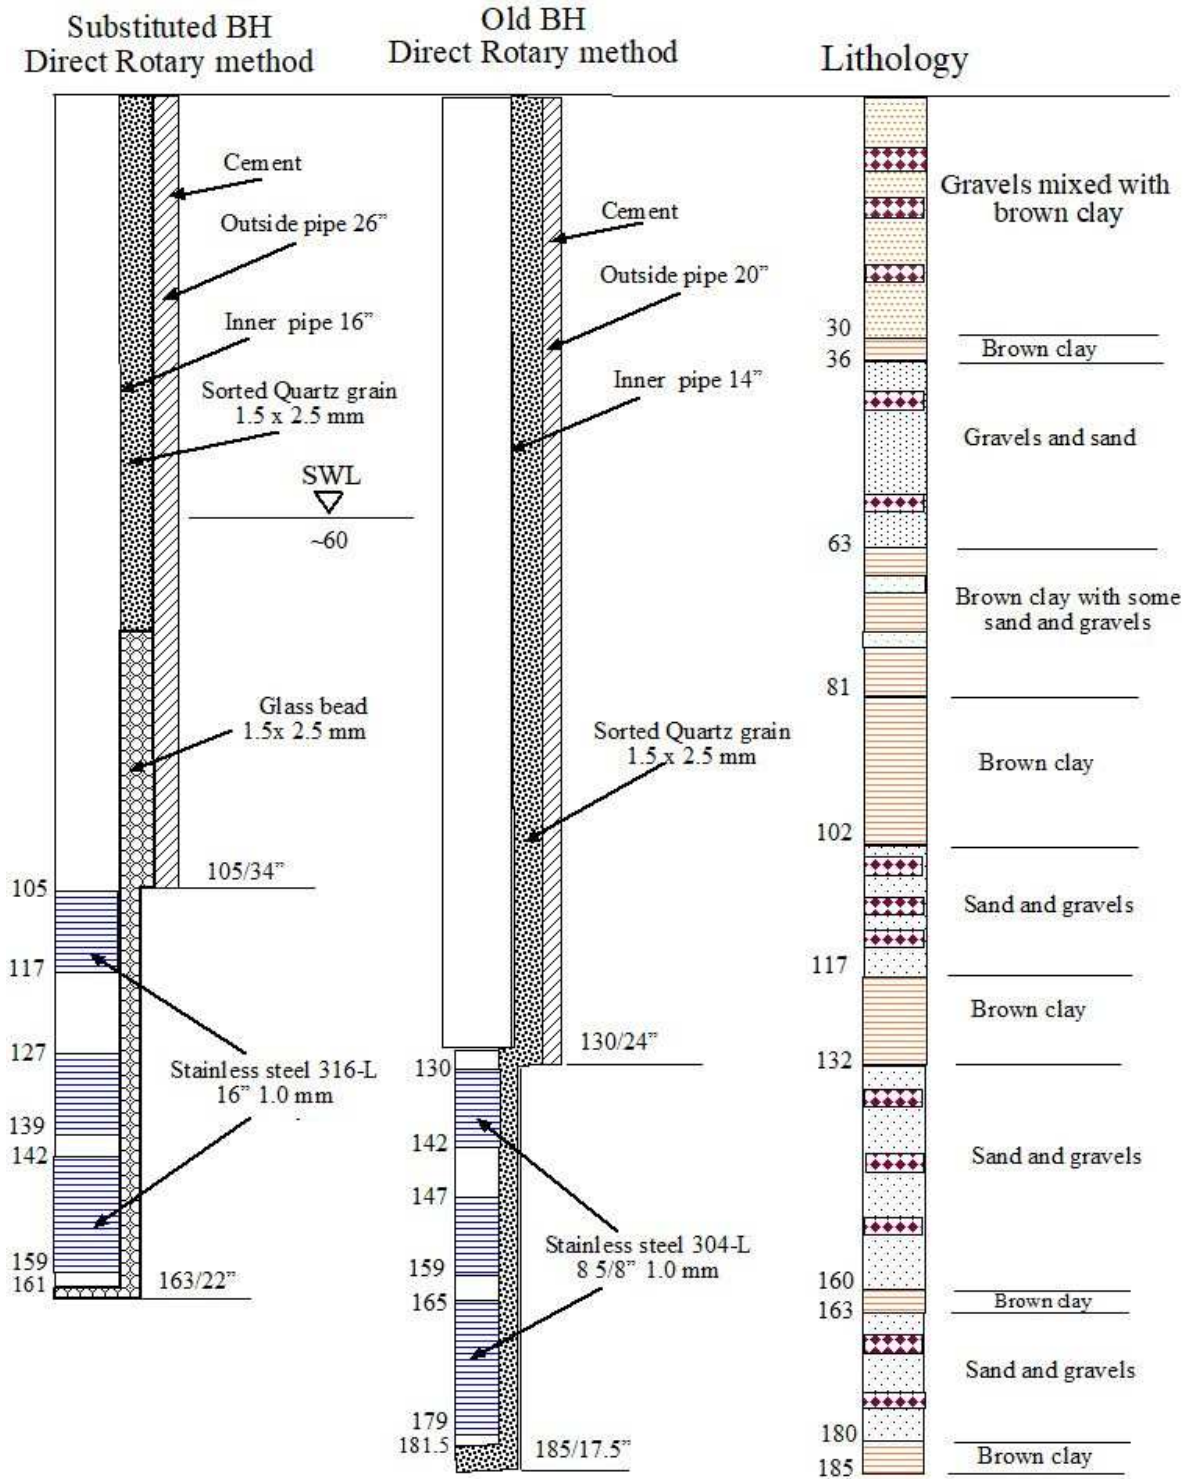 Substituted BH
Direct Rotary method
Cement
Outside pipe 26”
Inner pipe 16”
Sorted Quartz grain
1.5 x 2.5 mm
SWL
~60
Glass bead
1.5x 2.5 mm
105/34”
105
117
127
139
142
159
161
Stainless steel 316-L
16” 1.0 mm
163/22”
Old BH
Direct Rotary method
Cement
Outside pipe 20”
Inner pipe 14”
Sorted Quartz grain
1.5 x 2.5 mm
130/24”
130
142
147
159
165
179
181.5
Stainless steel 304-L
8 5/8” 1.0 mm
185/17.5”
Lithology
Gravels mixed with
brown clay
30
Brown clay
36
Gravels and sand
63
Brown clay with some
sand and gravels
81
Brown clay
102
Sand and gravels
117
Brown clay
132
Sand and gravels
160
Brown clay
163
Sand and gravels
180
Brown clay
185